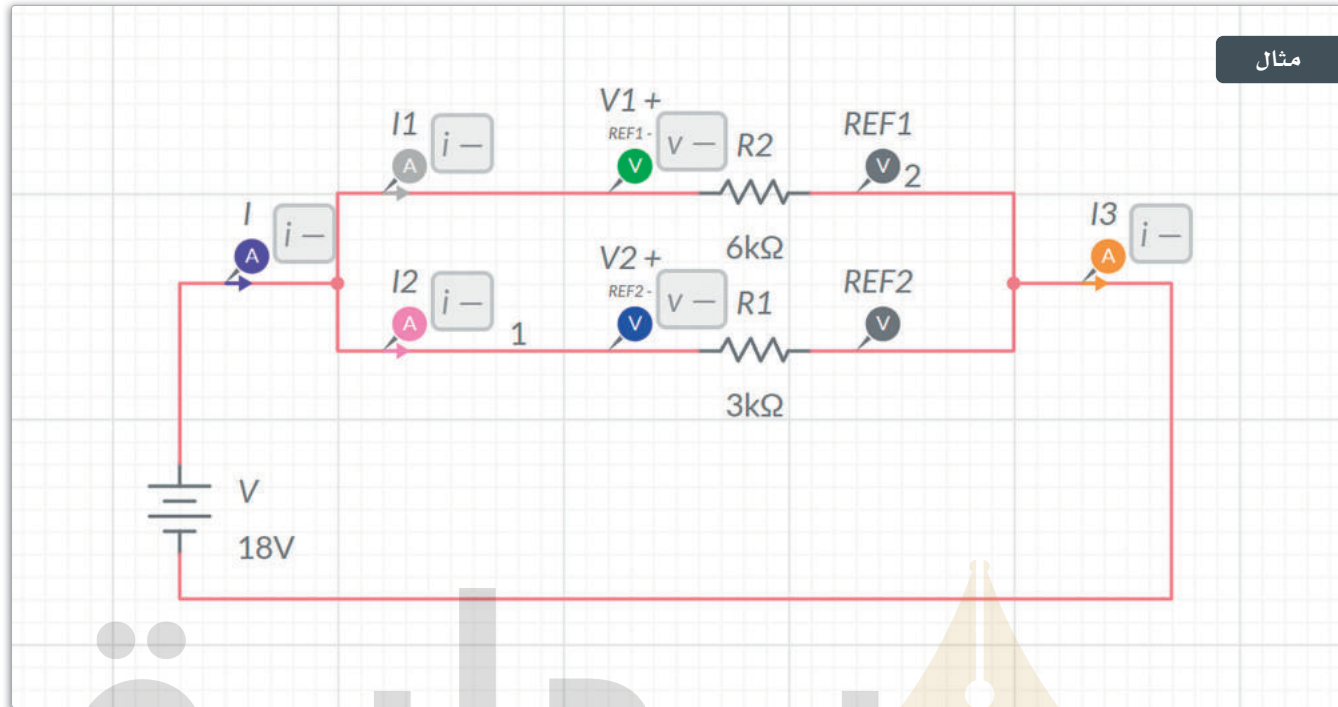 مثال
V1 +
I1
i –
REF1 -
v –
R2
REF1
A
V
V
2
I
i –
I3
i –
A
6kΩ
A
V2 +
I2
i –
REF2 -
v –
R1
REF2
A
1
V
V
3kΩ
V
18V